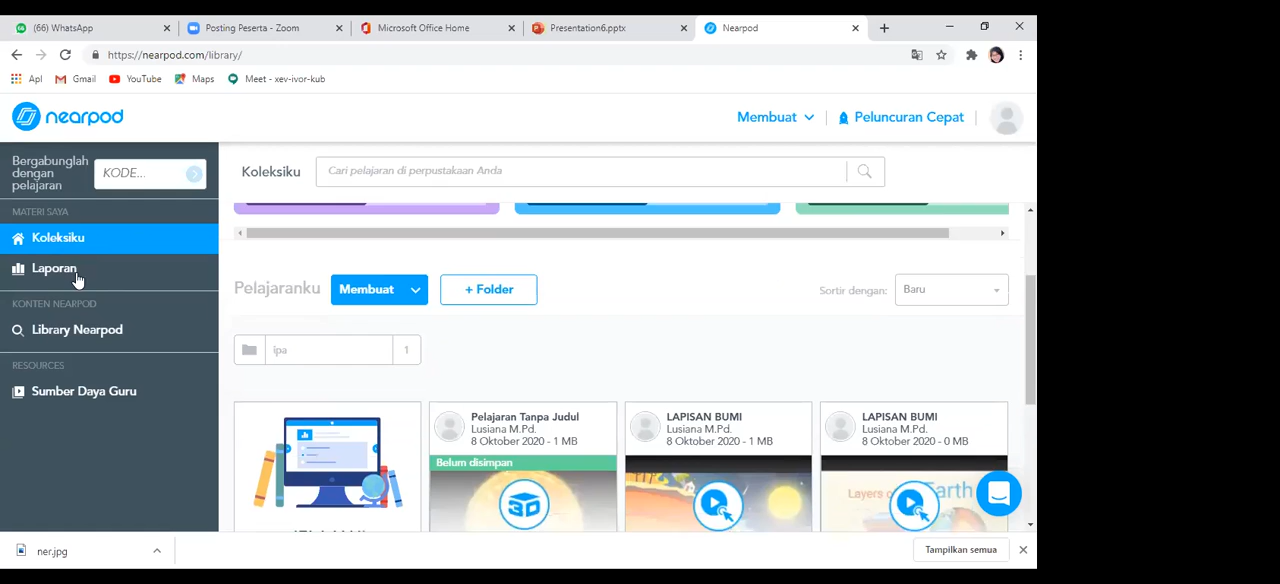 (66) WhatsApp
Posting Peserta - Zoom
Microsoft Office Home
Presentation6.pptx
Nearpod
https://nearpod.com/library/
Apl
Gmail
YouTube
Maps
Meet - xev-ivor-kub
nearpod
Membuat
Peluncuran Cepat
Bergabunglah
dengan
pelajaran
KODE...
Koleksiku
Cari pelajaran di perpustakaan Anda
MATERI SAYA
Koleksiku
Laporan
KONTEN NEARPOD
Library Nearpod
RESOURCES
Sumber Daya Guru
Pelajaranku
Membuat
+ Folder
Sortir dengan:
Baru
ipa
1
Pelajaran Tanpa Judul
Lusiana M.Pd.
8 Oktober 2020 - 1 MB
Belum disimpan
3D
LAPISAN BUMI
Lusiana M.Pd.
8 Oktober 2020 - 1 MB
LAPISAN BUMI
Lusiana M.Pd.
8 Oktober 2020 - 0 MB
Layers
Earth
ner.jpg
Tampilkan semua